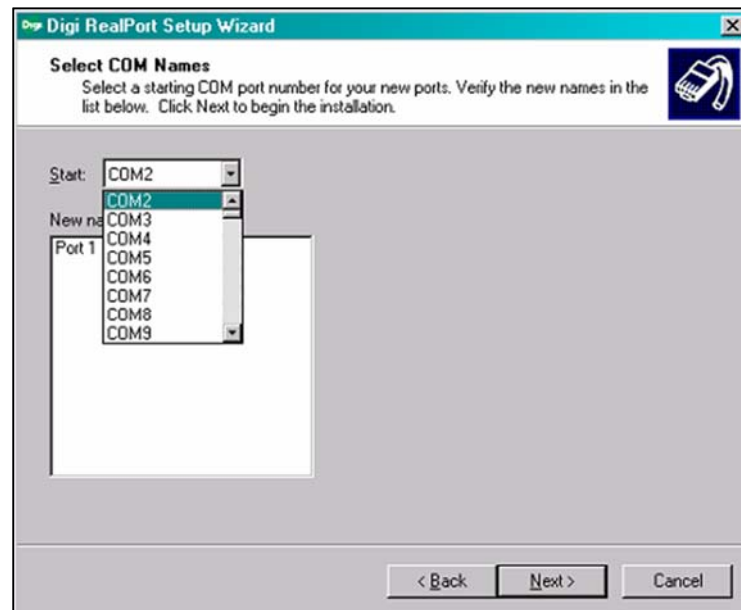 Digi Digi RealPort Setup Wizard
Select COM Names
Select a starting COM port number for your new ports. Verify the new names in the
list below. Click Next to begin the installation.
Start: COM2
COM2
New na COM3
Port 1 COM4
COM5
COM6
COM7
COM8
COM9
< Back Next > Cancel